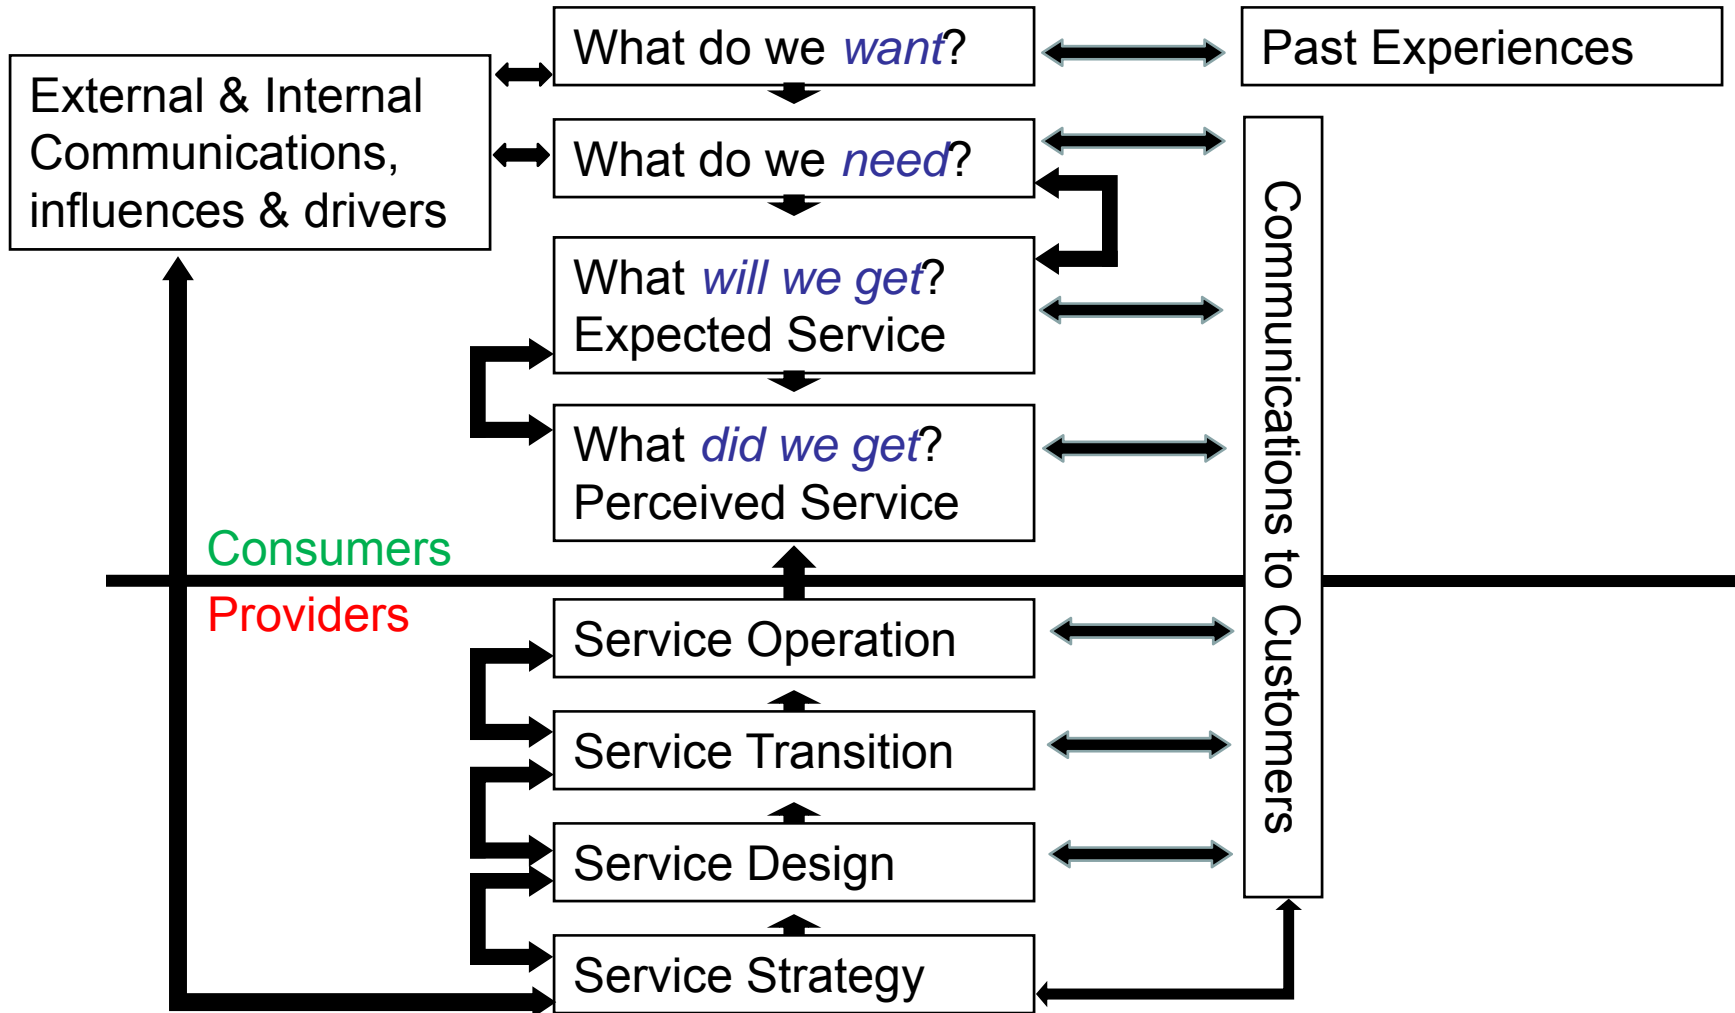 What do we want?
Past Experiences
External & Internal
Communications,
influences & drivers
What do we need?
What will we get?
Expected Service
What did we get?
Perceived Service
Communications to Customers
Consumers
Providers
Service Operation
Service Transition
Service Design
Service Strategy